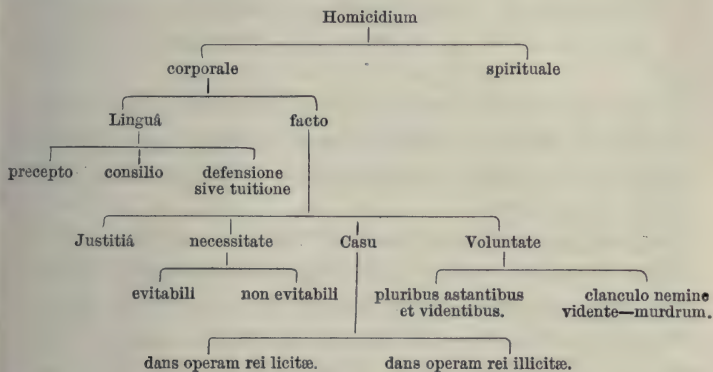 Homicidium
corporale spirituale
Linguâ facto
precepto consilio defensione
sive tuitione
Justitiâ necessitate Casu Voluntate
evitabili non evitabili pluribus astantibus clanculo nemine
et videntibus. vidente—murdrum.
dans operam rei licitæ. dans operam rei illicitæ.